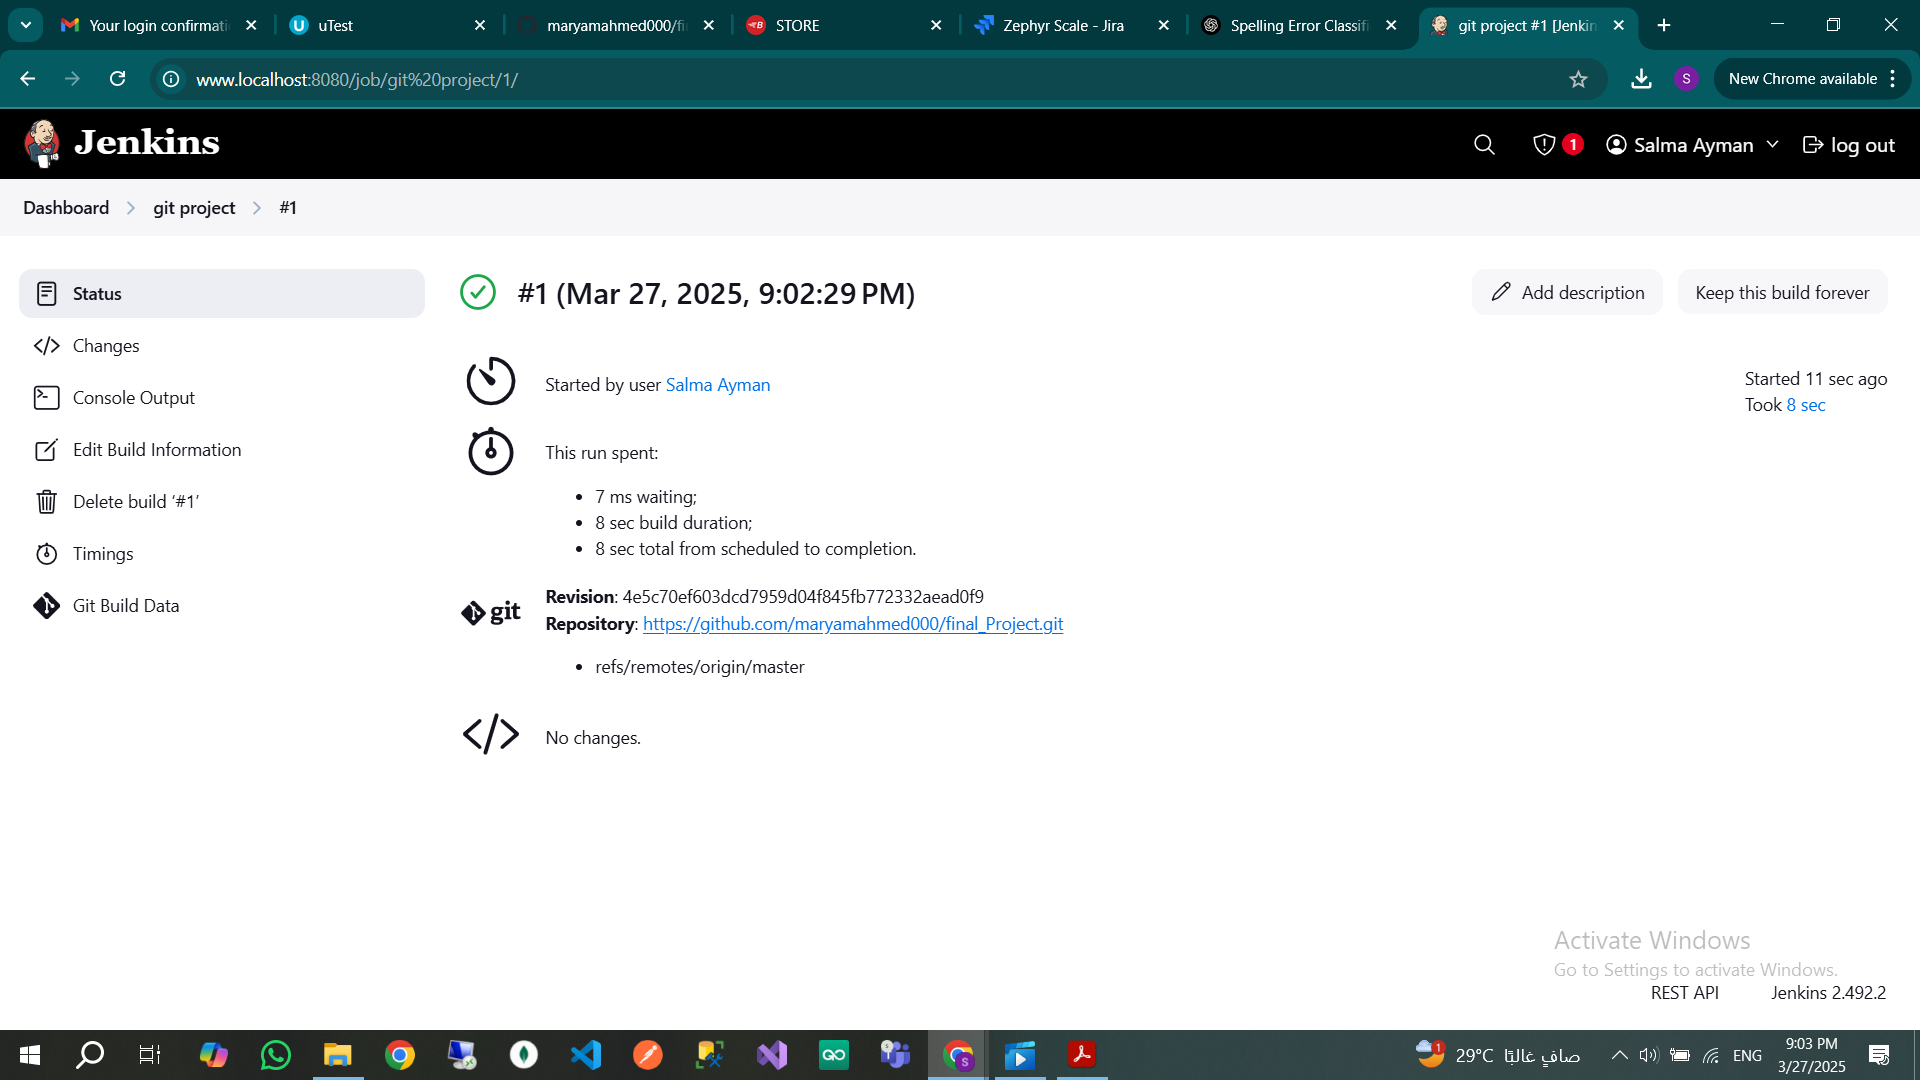 Your login confirmati
uTest
maryamahmed000/fi
STORE
Zephyr Scale - Jira
Spelling Error Classifi
git project #1 [Jenkin
www.localhost:8080/job/git%20project/1/
S
New Chrome available
Jenkins
1
Salma Ayman
log out
Dashboard
git project
#1
Status
Changes
Console Output
Edit Build Information
Delete build ‘#1’
Timings
Git Build Data
#1 (Mar 27, 2025, 9:02:29 PM)
Add description
Keep this build forever
Started by user Salma Ayman
Started 11 sec ago
Took 8 sec
This run spent:
7 ms waiting;
8 sec build duration;
8 sec total from scheduled to completion.
git
Revision: 4e5c70ef603dcd7959d04f845fb772332aead0f9
Repository: https://github.com/maryamahmed000/final_Project.git
refs/remotes/origin/master
No changes.
Activate Windows
Go to Settings to activate Windows.
REST API
Jenkins 2.492.2
1
29°C صافٍ غالبًا
ENG
9:03 PM
3/27/2025